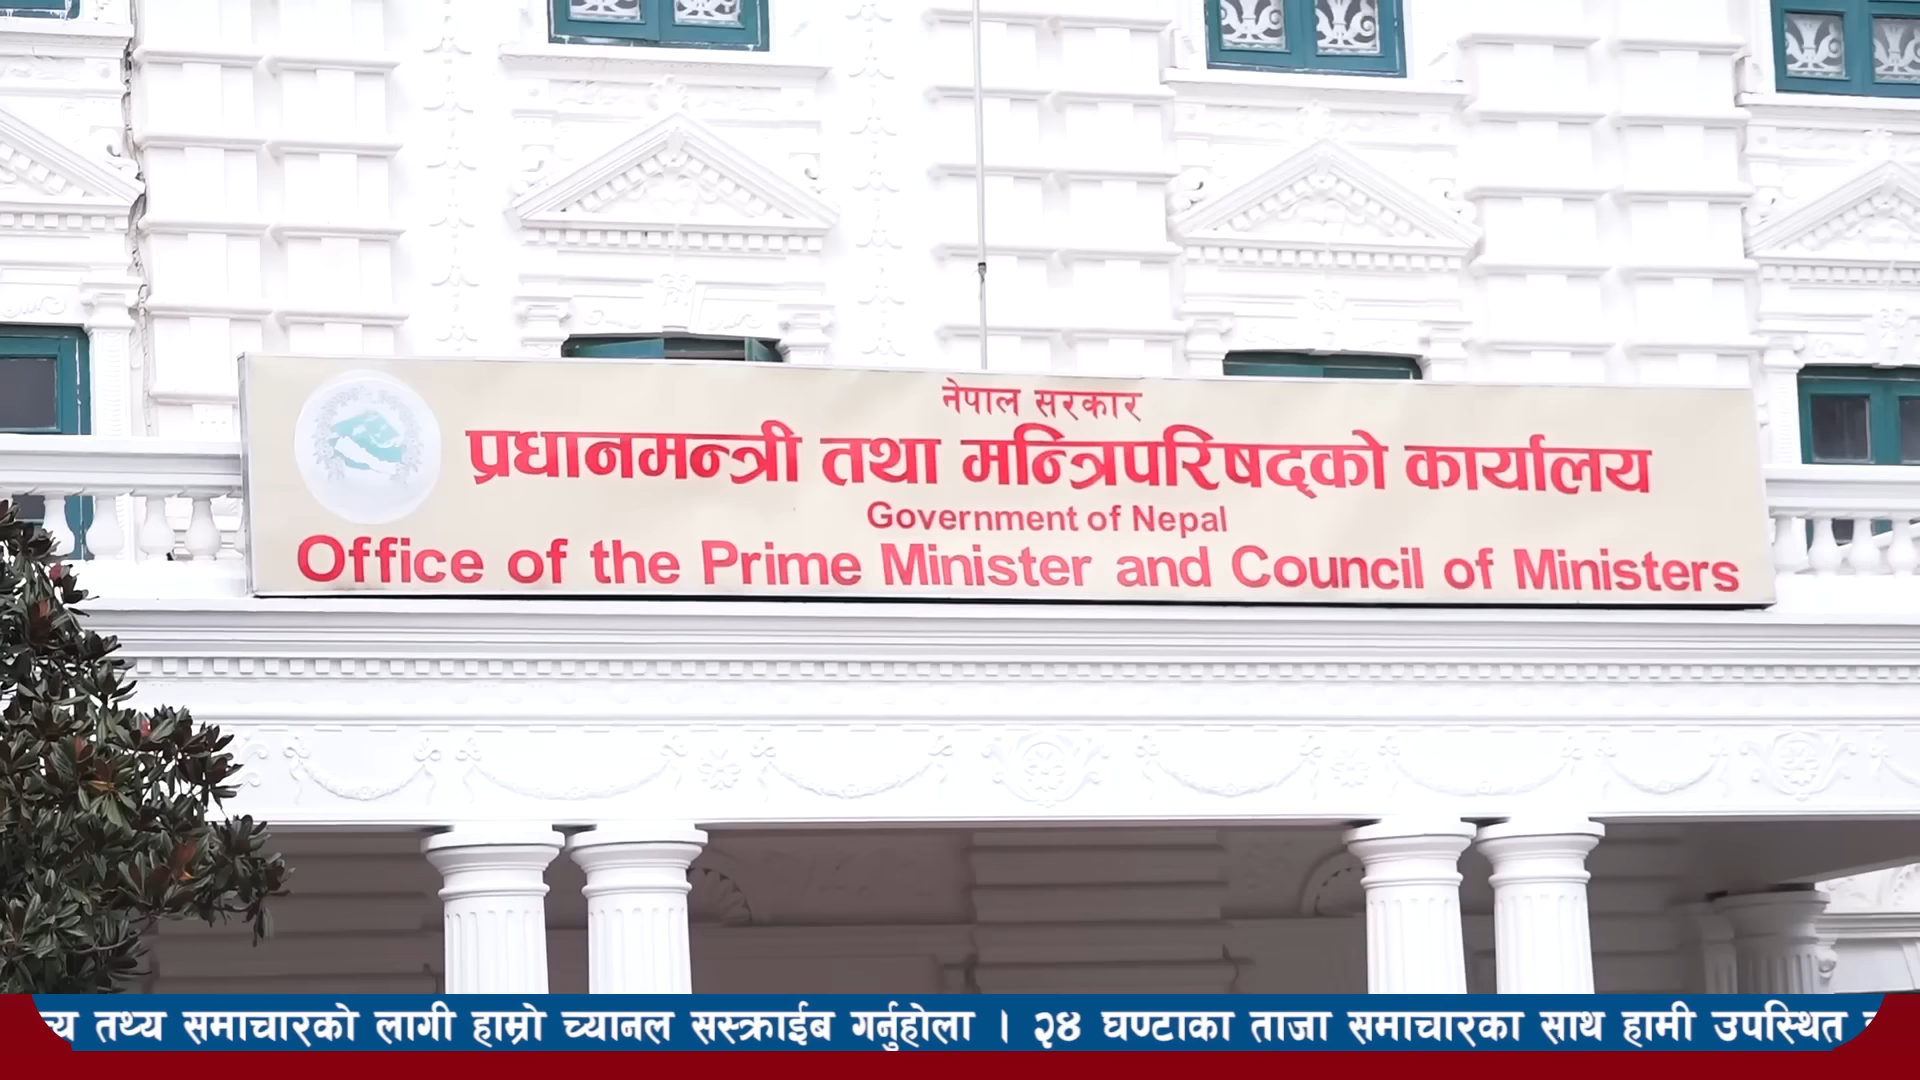 नेपाल सरकार
प्रधानमन्त्री तथा मन्त्रिपरिषद्को कार्यालय
Government of Nepal
Office of the Prime Minister and Council of Ministers
तथ्य समाचारको लागी हाम्रो च्यानल सस्क्राईब गर्नुहोला । २४ घण्टाका ताजा समाचारका साथ हामी उपस्थित